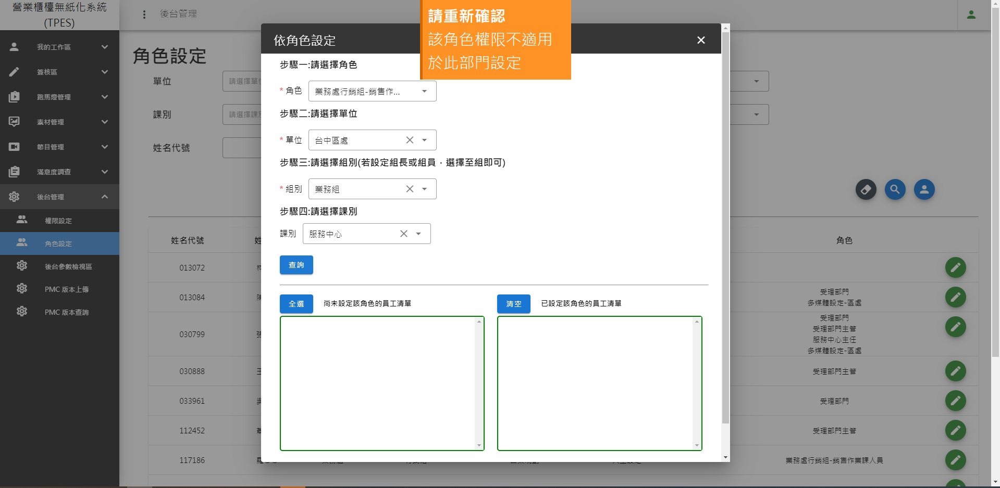 營業櫃檯無紙化系統
(TPES)
後台管理
我的工作區
簽核區
跑馬燈管理
素材管理
節目管理
滿意度調查
後台管理
權限設定
角色設定
後台參數檢視區
PMC 版本上傳
PMC 版本查詢
角色設定
單位
請選擇單位
課別
請選擇課別
姓名代號
請重新確認
該角色權限不適用
於此部門設定
依角色設定
步驟一:請選擇角色
* 角色 業務處行銷組-銷售作...
步驟二:請選擇單位
* 單位 台中區處
步驟三:請選擇組別(若設定組長或組員，選擇至組即可)
* 組別 業務組
步驟四:請選擇課別
課別 服務中心
查詢
全選 尚未設定該角色的員工清單
清空 已設定該角色的員工清單
姓名代號 姓 角色
013072
013084 受理部門
多媒體設定-區處
030799 受理部門
受理部門主管
服務中心主任
多媒體設定-區處
030888 王 受理部門主管
033961 受理部門
112452 受理部門主管
117186 業務處行銷組-銷售作業課人員